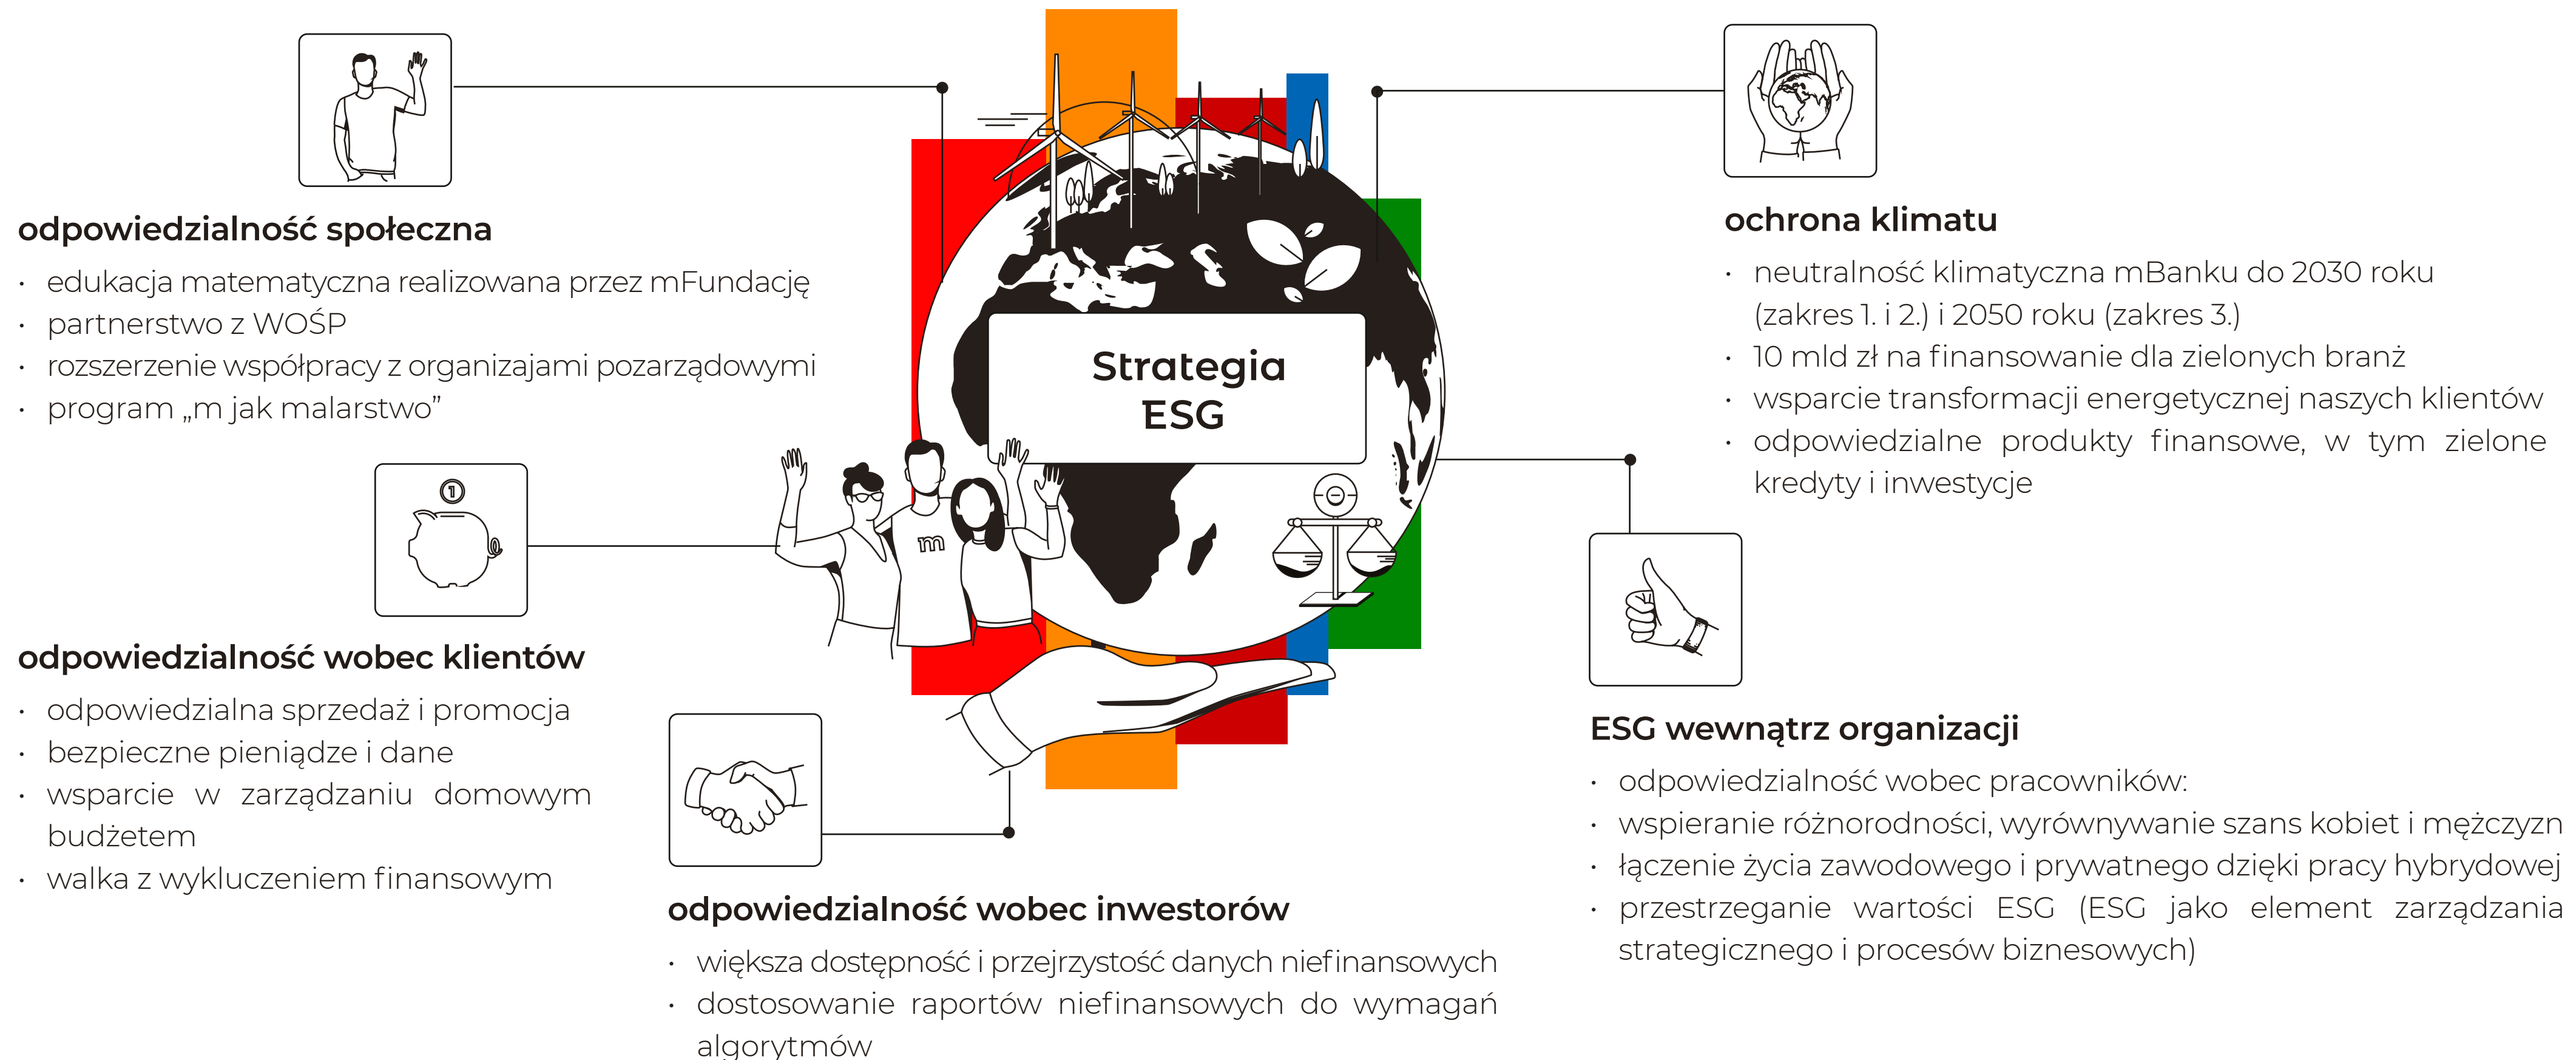 odpowiedzialność społeczna
· edukacja matematyczna realizowana przez mFundację
· partnerstwo z WOŚP
· rozszerzenie współpracy z organizajami pozarządowymi
· program „m jak malarstwo”
ochrona klimatu
· neutralność klimatyczna mBanku do 2030 roku
(zakres 1. i 2.) i 2050 roku (zakres 3.)
· 10 mld zł na finansowanie dla zielonych branż
· wsparcie transformacji energetycznej naszych klientów
· odpowiedzialne produkty finansowe, w tym zielone
kredyty i inwestycje
Strategia
ESG
m
1
odpowiedzialność wobec klientów
· odpowiedzialna sprzedaż i promocja
· bezpieczne pieniądze i dane
· wsparcie w zarządzaniu domowym
budżetem
· walka z wykluczeniem finansowym
ESG wewnątrz organizacji
· odpowiedzialność wobec pracowników:
· wspieranie różnorodności, wyrównywanie szans kobiet i mężczyzn
· łączenie życia zawodowego i prywatnego dzięki pracy hybrydowej
· przestrzeganie wartości ESG (ESG jako element zarządzania
strategicznego i procesów biznesowych)
odpowiedzialność wobec inwestorów
· większa dostępność i przejrzystość danych niefinansowych
· dostosowanie raportów niefinansowych do wymagań
algorytmów